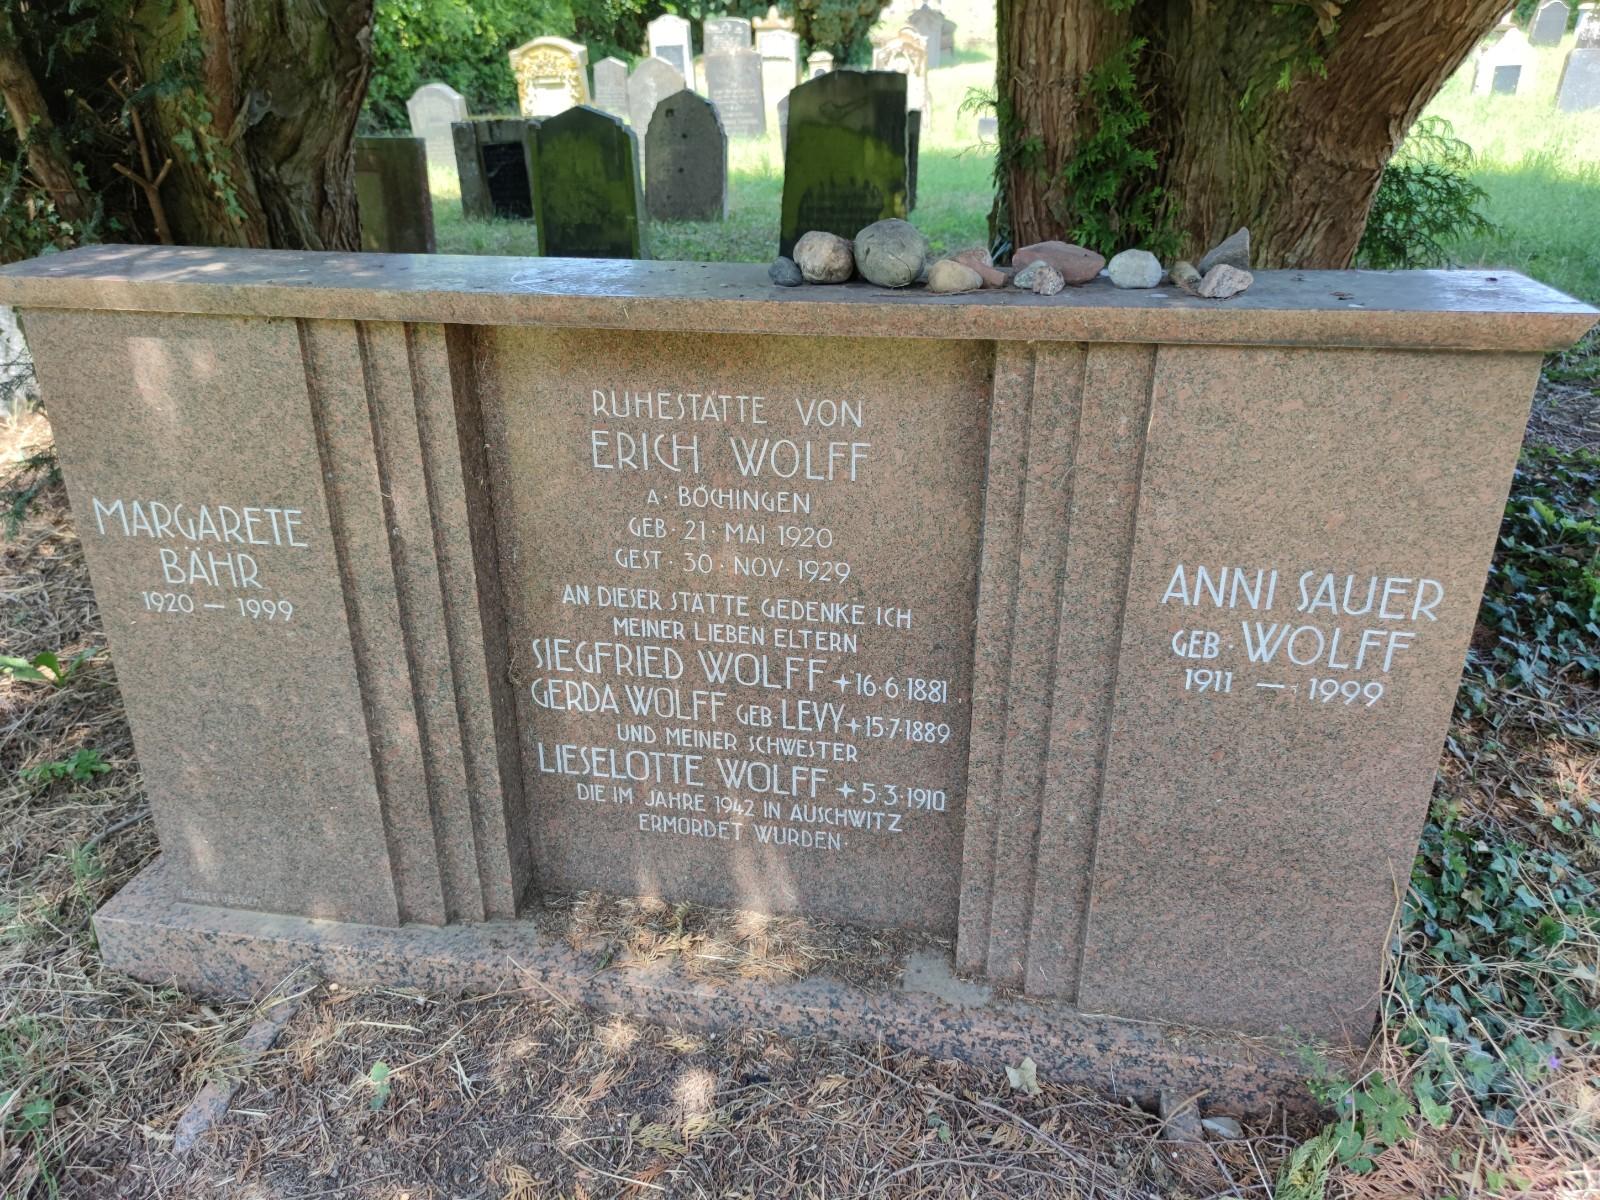 MARGARETE
BÄHR
1920 — 1999
RUHESTÄTTE VON
ERICH WOLFF
A· BÖCHINGEN
GEB· 21· MAI 1920
GEST· 30· NOV· 1929
AN DIESER STÄTTE GEDENKE ICH
MEINER LIEBEN ELTERN
SIEGFRIED WOLFF +16·6·1881
GERDA WOLFF GEB·LEVY+15·7·1889
UND MEINER SCHWESTER
LIESELOTTE WOLFF +5·3·1910
DIE IM JAHRE 1942 IN AUSCHWITZ
ERMORDET WURDEN·
ANNI SAUER
GEB·WOLFF
1911 — 1999